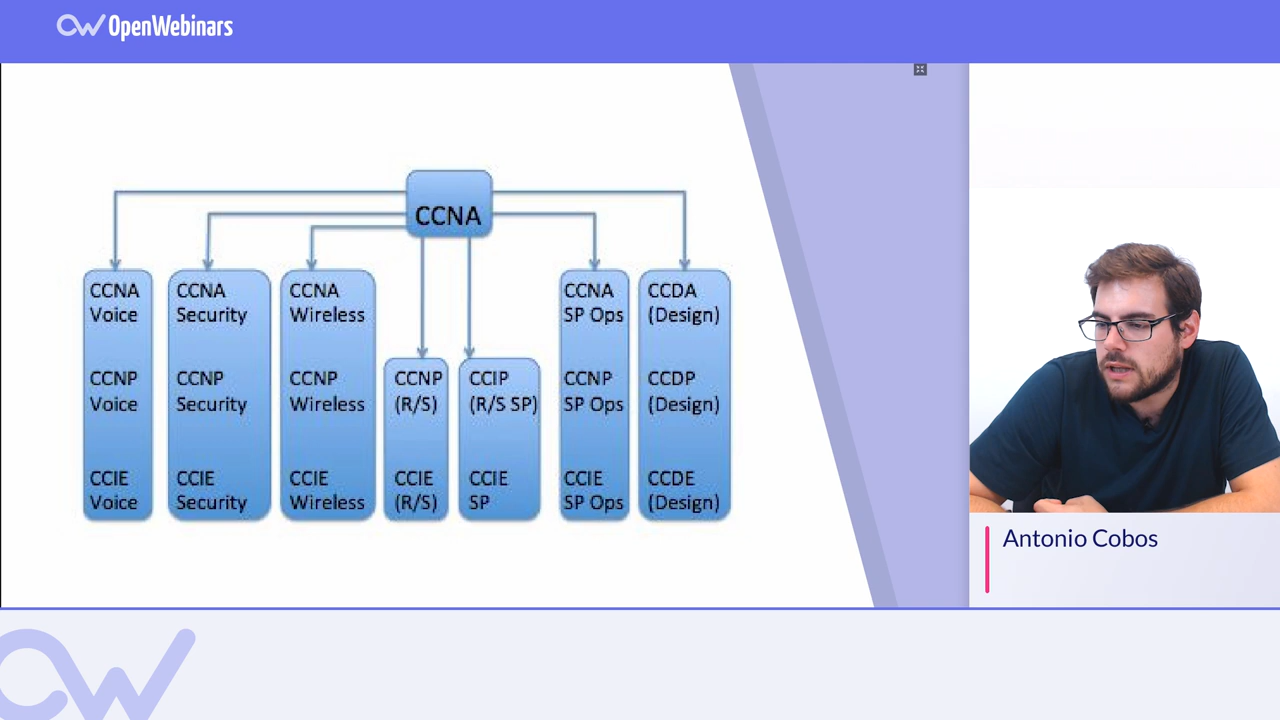 OpenWebinars
CCNA
CCNA
Voice
CCNP
Voice
CCIE
Voice
CCNA
Security
CCNP
Security
CCIE
Security
CCNA
Wireless
CCNP
Wireless
CCIE
Wireless
CCNP
(R/S)
CCIE
(R/S)
CCIP
(R/S SP)
CCIE
SP
CCNA
SP Ops
CCNP
SP Ops
CCIE
SP Ops
CCDA
(Design)
CCDP
(Design)
CCDE
(Design)
Antonio Cobos